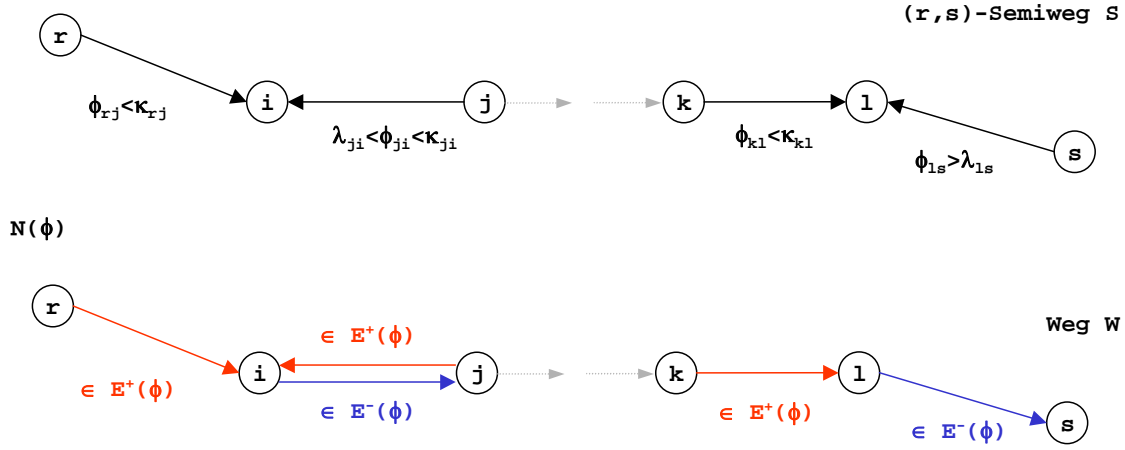 (r,s)-Semiweg S
r
i
j
k
l
s
ϕrj<κrj
λji<ϕji<κji
ϕkl<κkl
ϕls>λls
N(ϕ)
Weg W
r
i
j
k
l
s
∈ E⁺(ϕ)
∈ E⁺(ϕ)
∈ E⁻(ϕ)
∈ E⁺(ϕ)
∈ E⁻(ϕ)